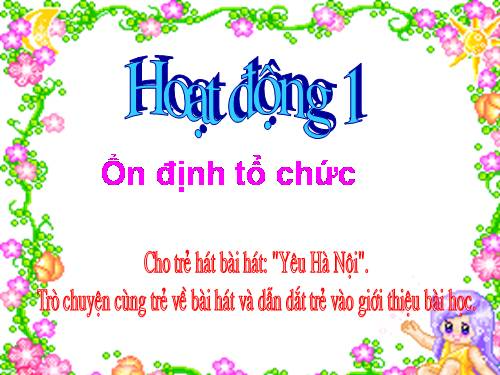 Hoạt động 1
Ổn định tổ chức
Cho trẻ hát bài hát: "Yêu Hà Nội".
Trò chuyện cùng trẻ về bài hát và dẫn dắt trẻ vào giới thiệu bài học.